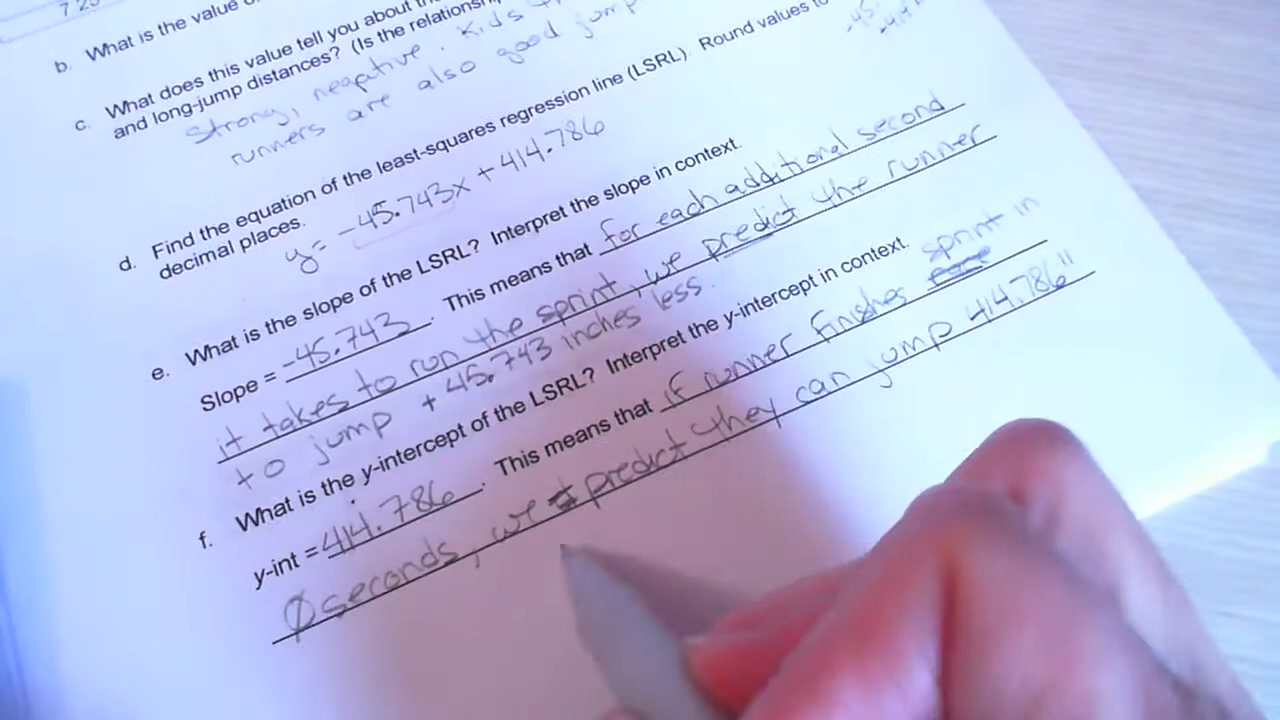 b. What is the value
c. What does this value tell you about
and long-jump distances? (Is the relationsh
Strong, negative. Kids
runners are also good jump
d. Find the equation of the least-squares regression line (LSRL). Round values to
decimal places.
y = -45.743x + 414.786
e. What is the slope of the LSRL? Interpret the slope in context.
Slope = -45.743. This means that for each additional second
it takes to run the sprint, we predict the runner
to jump + 45.743 inches less.
f. What is the y-intercept of the LSRL? Interpret the y-intercept in context.
y-int = 414.786. This means that if runner finishes sprint in
0 seconds, we predict they can jump 414.786"